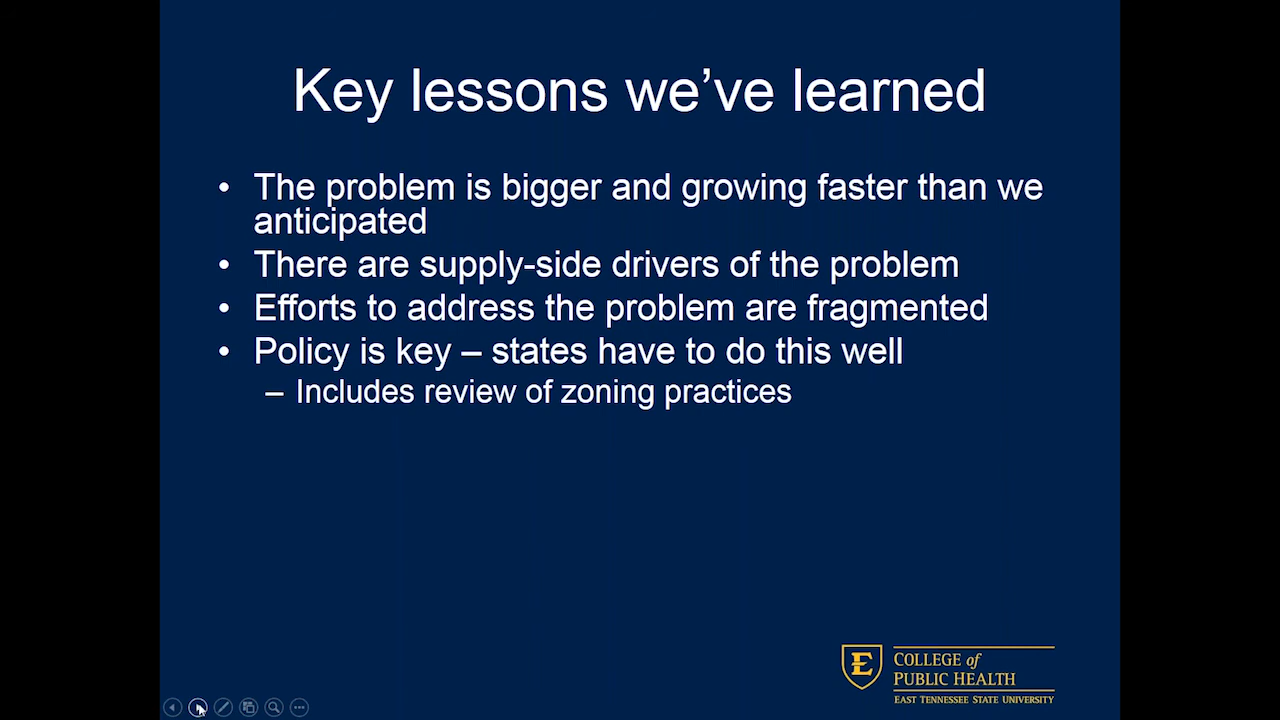 Key lessons we’ve learned
• The problem is bigger and growing faster than we
anticipated
• There are supply-side drivers of the problem
• Efforts to address the problem are fragmented
• Policy is key – states have to do this well
– Includes review of zoning practices
E
COLLEGE of
PUBLIC HEALTH
EAST TENNESSEE STATE UNIVERSITY